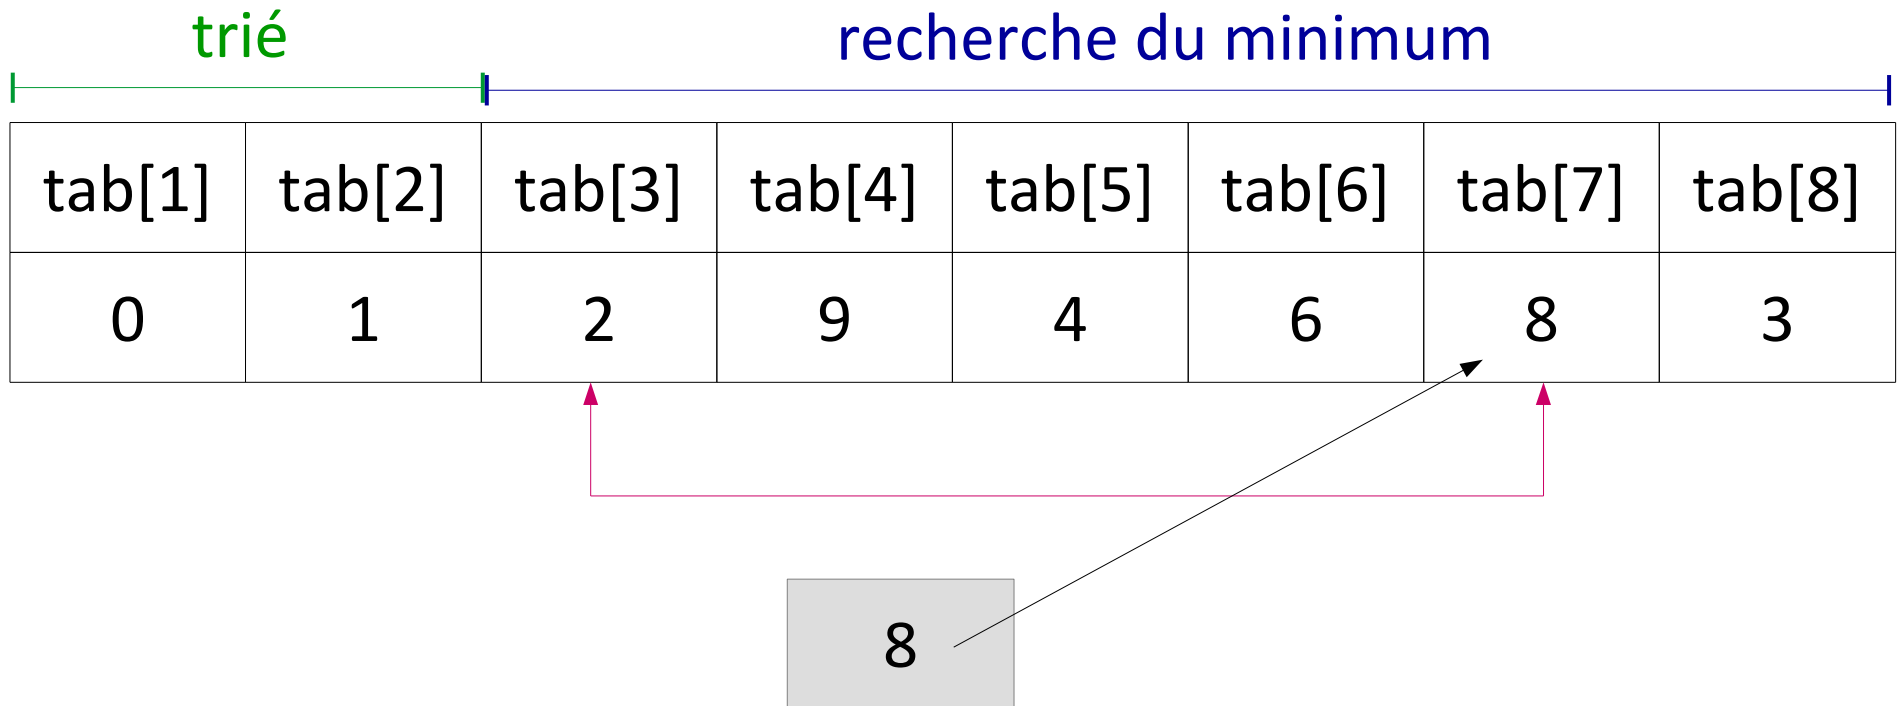 trié recherche du minimum
tab[1] tab[2] tab[3] tab[4] tab[5] tab[6] tab[7] tab[8]
0 1 2 9 4 6 8 3
8